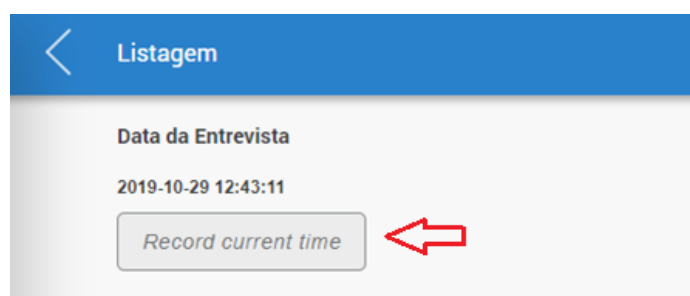 Listagem
Data da Entrevista
2019-10-29 12:43:11
Record current time